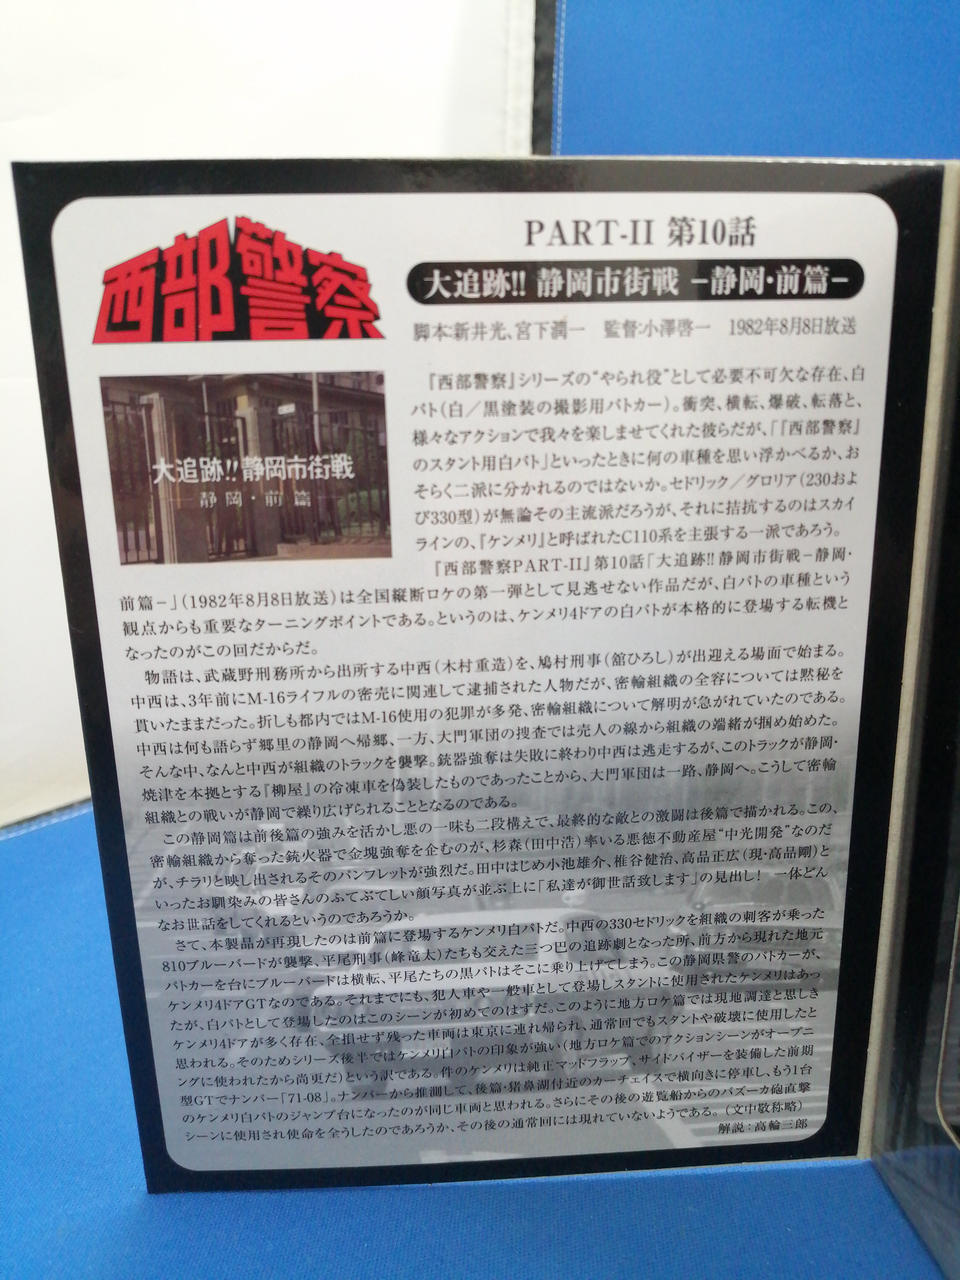 西部警察
PART-II 第10話
大追跡!! 静岡市街戦 −静岡・前篇−
脚本:新井光、宮下潤一　監督:小澤啓一　1982年8月8日放送
大追跡!!静岡市街戦
静岡・前篇
『西部警察』シリーズの“やられ役”として必要不可欠な存在、白
パト(白／黒塗装の撮影用パトカー)。衝突、横転、爆破、転落と、
様々なアクションで我々を楽しませてくれた彼らだが、「『西部警察』
のスタント用白パト」といったときに何の車種を思い浮かべるか、お
そらく二派に分かれるのではないか。セドリック／グロリア(230およ
び330型)が無論その主流派だろうが、それに拮抗するのはスカイ
ラインの、『ケンメリ』と呼ばれたC110系を主張する一派であろう。
『西部警察PART-II』第10話「大追跡!! 静岡市街戦−静岡・
前篇−」(1982年8月8日放送)は全国縦断ロケの第一弾として見逃せない作品だが、白パトの車種という
観点からも重要なターニングポイントである。というのは、ケンメリ4ドアの白パトが本格的に登場する転機と
なったのがこの回だからだ。
物語は、武蔵野刑務所から出所する中西(木村重造)を、鳩村刑事(舘ひろし)が出迎える場面で始まる。
中西は、3年前にM-16ライフルの密売に関連して逮捕された人物だが、密輸組織の全容については黙秘を
貫いたままだった。折しも都内ではM-16使用の犯罪が多発、密輸組織について解明が急がれていたのである。
中西は何も語らず郷里の静岡へ帰郷、一方、大門軍団の捜査では売人の線から組織の端緒が掴め始めた。
そんな中、なんと中西が組織のトラックを襲撃。銃器強奪は失敗に終わり中西は逃走するが、このトラックが静岡・
焼津を本拠とする『柳屋』の冷凍車を偽装したものであったことから、大門軍団は一路、静岡へ。こうして密輸
組織との戦いが静岡で繰り広げられることとなるのである。
この静岡篇は前後篇の強みを活かし悪の一味も二段構えで、最終的な敵との激闘は後篇で描かれる。この、
密輸組織から奪った銃火器で金塊強奪を企むのが、杉森(田中浩)率いる悪徳不動産屋“中光開発”なのだ
が、チラリと映し出されるそのパンフレットが強烈だ。田中はじめ小池雄介、椎谷健治、高品正広(現・高品剛)と
いったお馴染みの皆さんのふてぶてしい顔写真が並ぶ上に「私達が御世話致します」の見出し！　一体どん
なお世話をしてくれるというのであろうか。
さて、本製品が再現したのは前篇に登場するケンメリ白パトだ。中西の330セドリックを組織の刺客が乗った
810ブルーバードが襲撃、平尾刑事(峰竜太)たちも交えた三つ巴の追跡劇となった所、前方から現れた地元
パトカーを台にブルーバードは横転、平尾たちの黒パトはそこに乗り上げてしまう。この静岡県警のパトカーが、
ケンメリ4ドアGTなのである。それまでにも、犯人車や一般車として登場しスタントに使用されたケンメリはあっ
たが、白パトとして登場したのはこのシーンが初めてのはずだ。このように地方ロケ篇では現地調達と思しき
ケンメリ4ドアが多く存在、全損せず残った車両は東京に連れ帰られ、通常回でもスタントや破壊に使用したと
思われる。そのためシリーズ後半ではケンメリ白パトの印象が強い(地方ロケ篇でのアクションシーンがオープニ
ングに使われたから尚更だ)という訳である。件のケンメリは純正マッドフラップ、サイドバイザーを装備した前期
型GTでナンバー「71-08」。ナンバーから推測して、後篇・猪鼻湖付近のカーチェイスで横向きに停車し、もう1台
のケンメリ白パトのジャンプ台になったのが同じ車両と思われる。さらにその後の遊覧船からのバズーカ砲直撃
シーンに使用され使命を全うしたのであろうか、その後の通常回には現れていないようである。（文中敬称略）
解説：高輪三郎